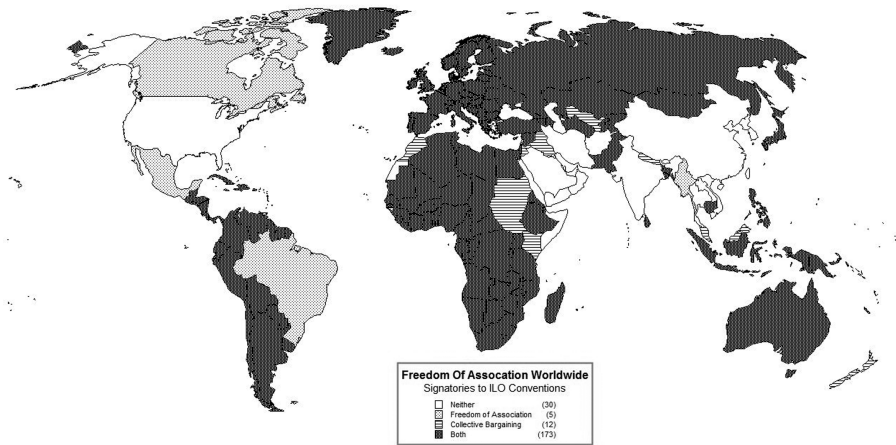 Freedom Of Assocation Worldwide
Signatories to ILO Conventions
Neither (30)
Freedom of Association (5)
Collective Bargaining (12)
Both (173)